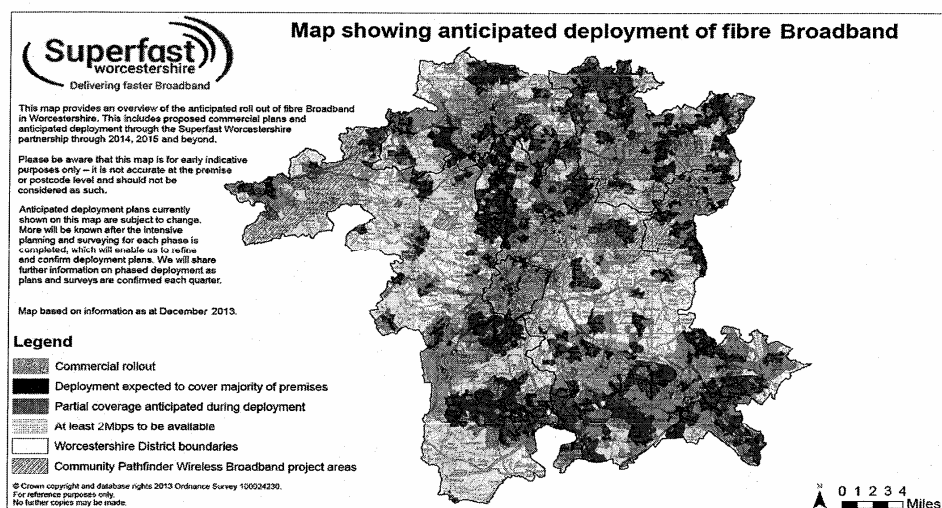 Map showing anticipated deployment of fibre Broadband
Superfast
worcestershire
Delivering faster Broadband
This map provides an overview of the anticipated roll out of fibre Broadband
in Worcestershire. This includes proposed commercial plans and
anticipated deployment through the Superfast Worcestershire
partnership through 2014, 2015 and beyond.
Please be aware that this map is for early indicative
purposes only – it is not accurate at the premise
or postcode level and should not be
considered as such.
Anticipated deployment plans currently
shown on this map are subject to change.
More will be known after the intensive
planning and surveying for each phase is
completed, which will enable us to refine
and confirm deployment plans. We will share
further information on phased deployment as
plans and surveys are confirmed each quarter.
Map based on information as at December 2013.
Legend
Commercial rollout
Deployment expected to cover majority of premises
Partial coverage anticipated during deployment
At least 2Mbps to be available
Worcestershire District boundaries
Community Pathfinder Wireless Broadband project areas
© Crown copyright and database rights 2013 Ordnance Survey 100024230.
For reference purposes only.
No further copies may be made.
N
0 1 2 3 4
Miles